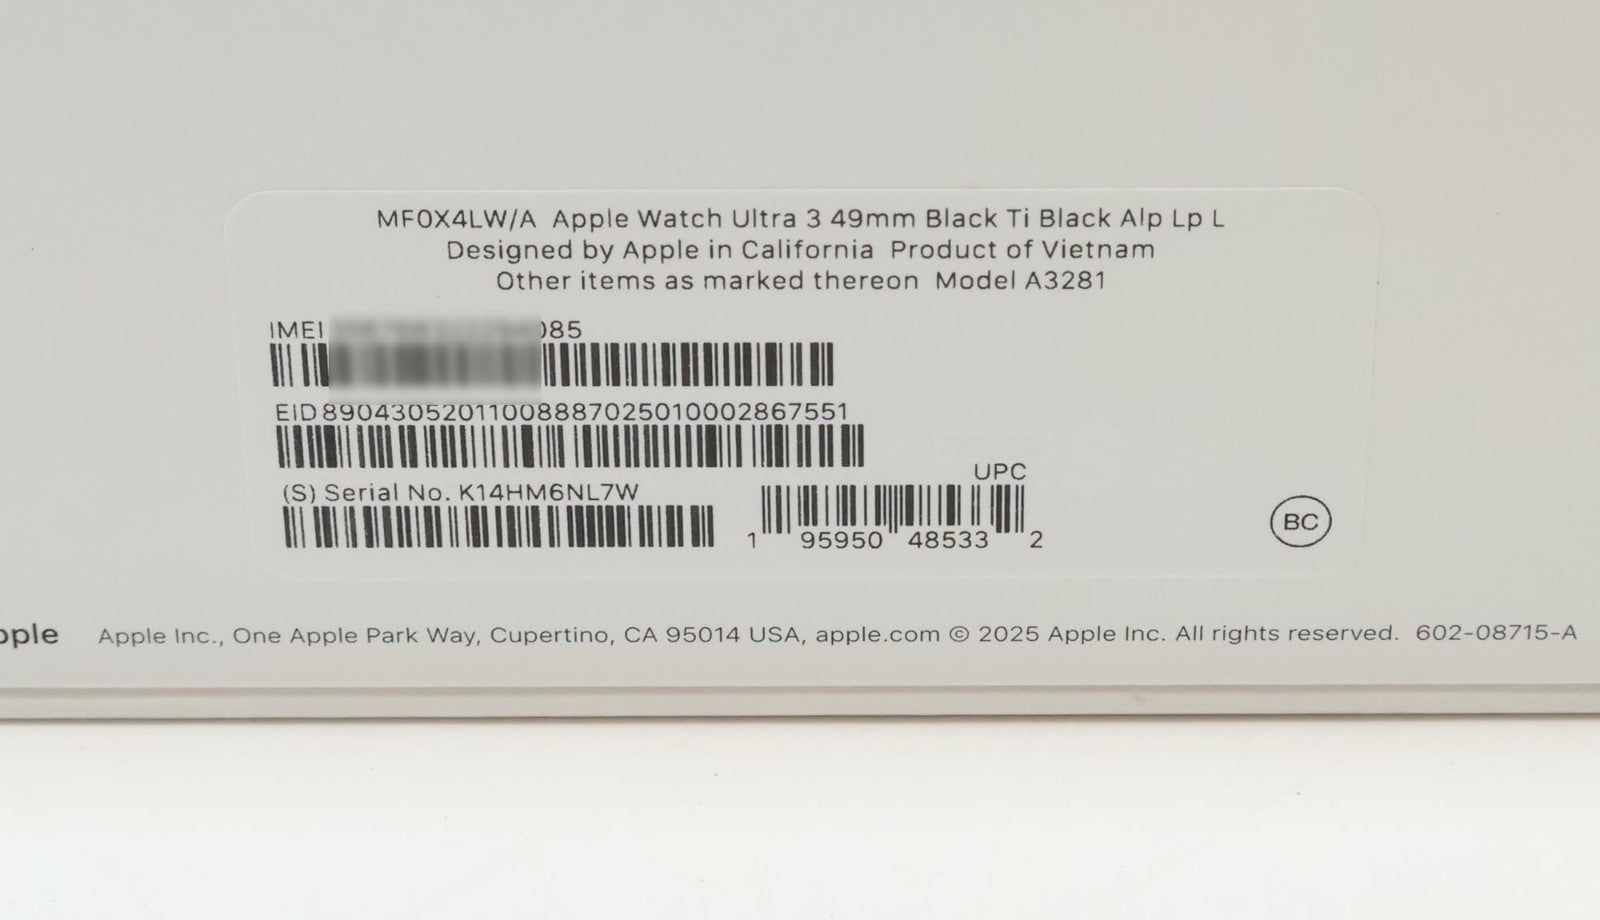 MF0X4LW/A Apple Watch Ultra 3 49mm Black Ti Black Alp Lp L
Designed by Apple in California Product of Vietnam
Other items as marked thereon Model A3281
IMEI 085
EID 89043052011008887025010002867551
(S) Serial No. K14HM6NL7W
UPC
1 95950 48533 2
BC
pple Apple Inc., One Apple Park Way, Cupertino, CA 95014 USA, apple.com © 2025 Apple Inc. All rights reserved. 602-08715-A